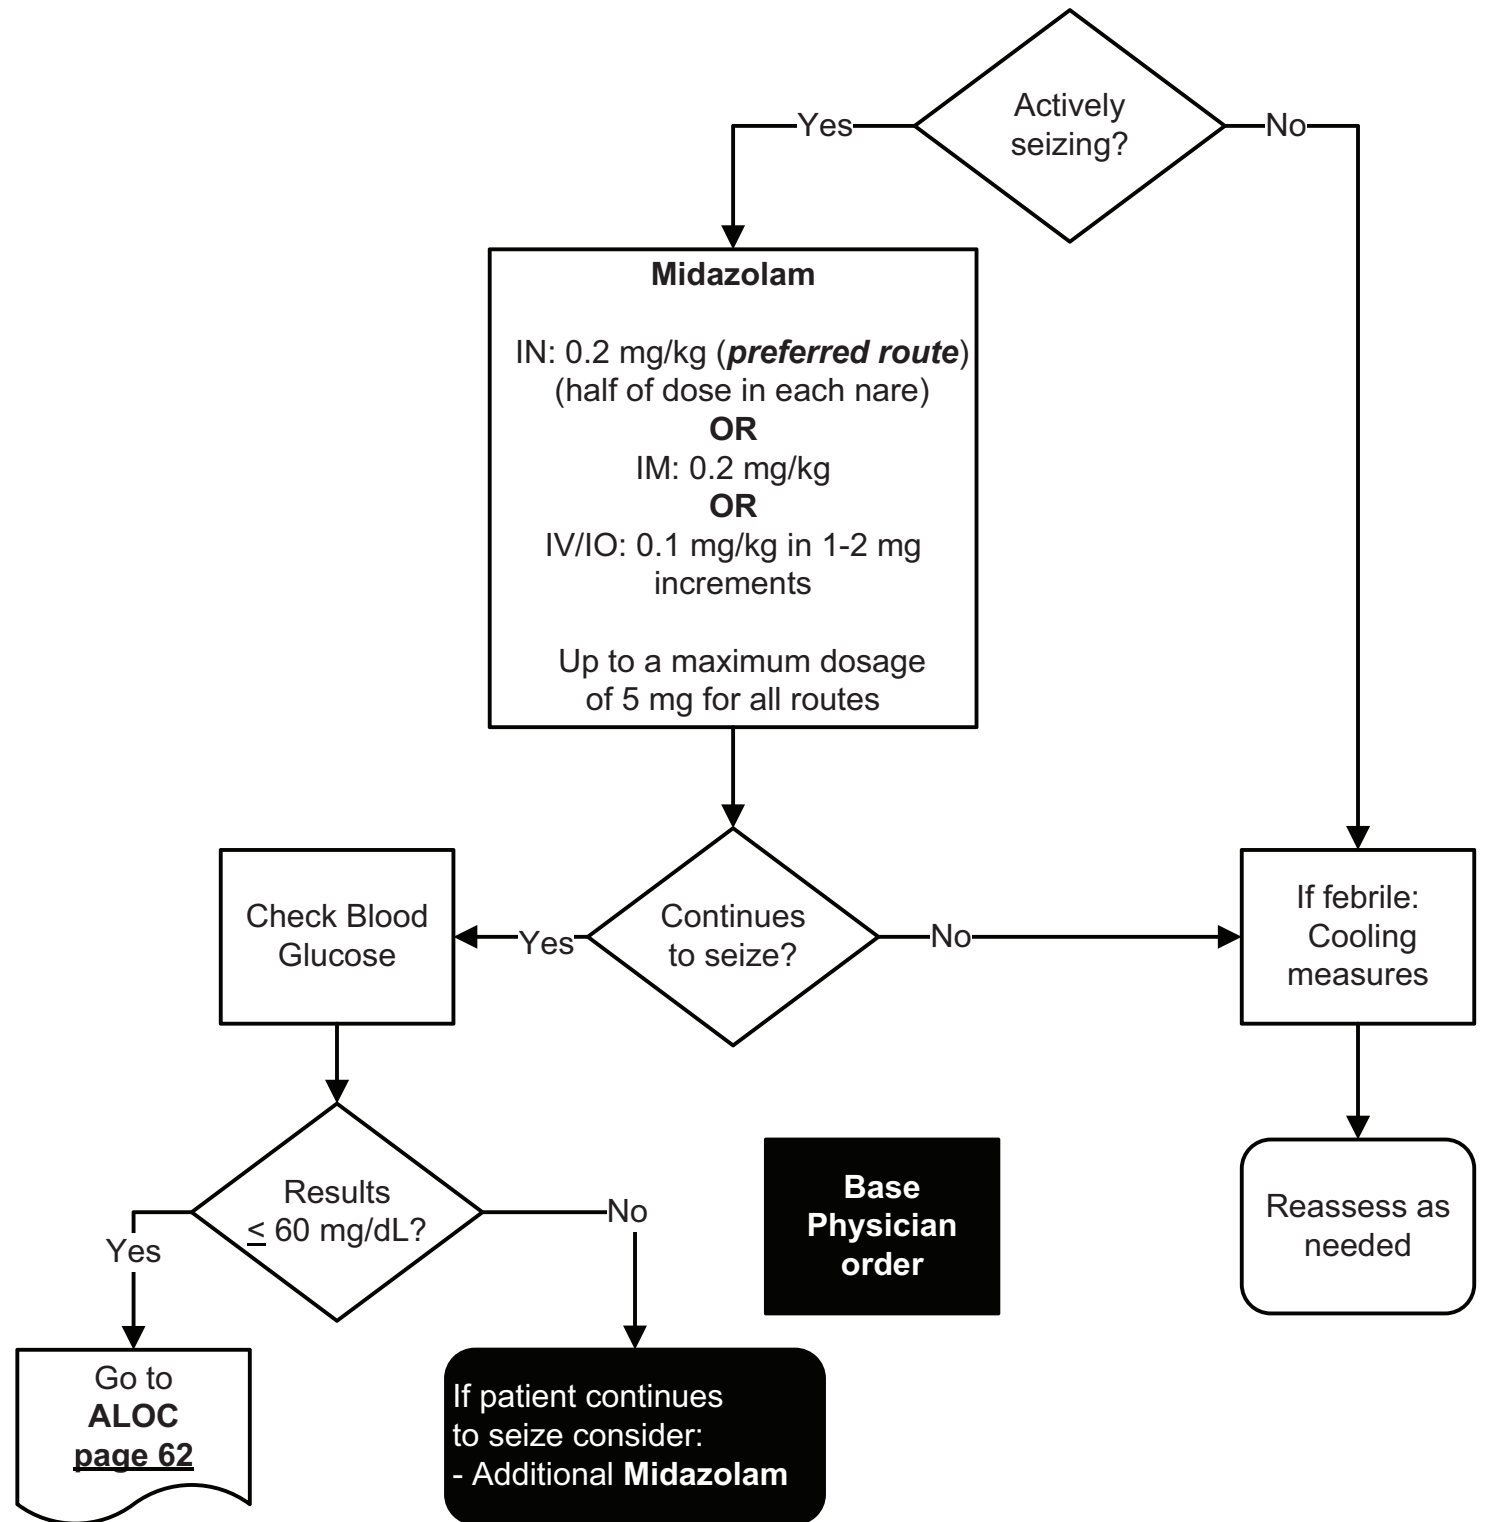 Actively
seizing?
Yes
No
Midazolam
IN: 0.2 mg/kg (preferred route)
(half of dose in each nare)
OR
IM: 0.2 mg/kg
OR
IV/IO: 0.1 mg/kg in 1-2 mg
increments
Up to a maximum dosage
of 5 mg for all routes
Continues
to seize?
Yes
No
Check Blood
Glucose
If febrile:
Cooling
measures
Results
≤ 60 mg/dL?
Yes
No
Base
Physician
order
Reassess as
needed
Go to
ALOC
page 62
If patient continues
to seize consider:
- Additional Midazolam